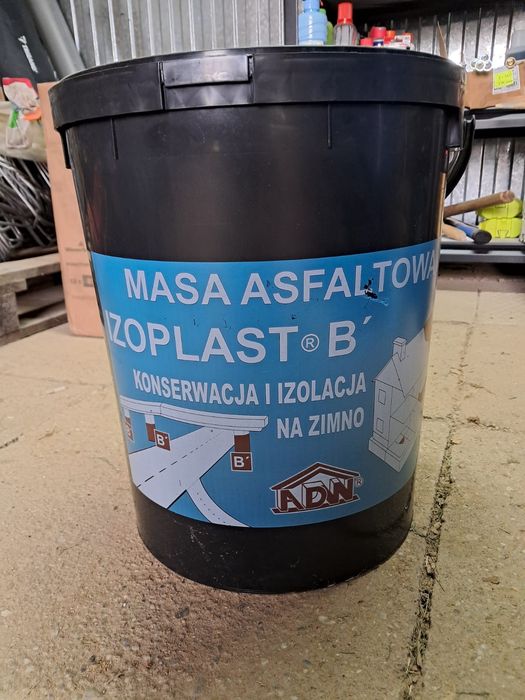 MASA ASFALTOWA
IZOPLAST® B´
KONSERWACJA I IZOLACJA
NA ZIMNO
B´
B´
ADW®